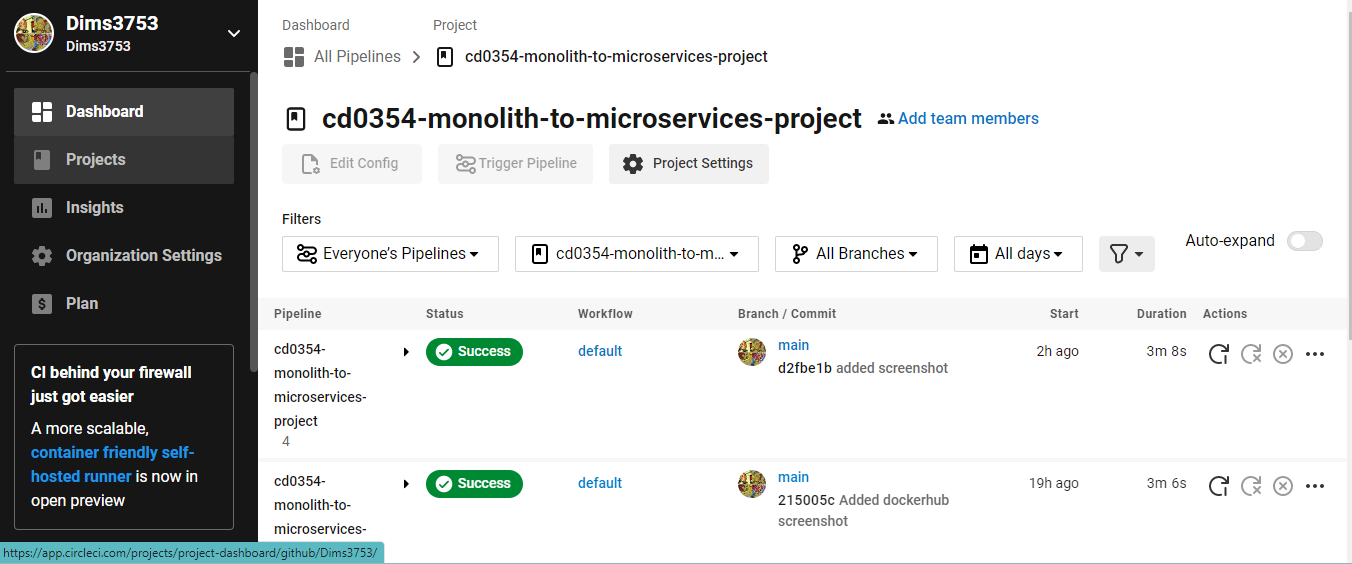 Dims3753
Dims3753
Dashboard
Projects
Insights
Organization Settings
Plan
CI behind your firewall
just got easier
A more scalable,
container friendly self-
hosted runner is now in
open preview
https://app.circleci.com/projects/project-dashboard/github/Dims3753/
Dashboard Project
All Pipelines cd0354-monolith-to-microservices-project
cd0354-monolith-to-microservices-project Add team members
Edit Config Trigger Pipeline Project Settings
Filters
Everyone's Pipelines cd0354-monolith-to-m... All Branches All days
Auto-expand
Pipeline Status Workflow Branch / Commit Start Duration Actions
cd0354-
monolith-to-
microservices-
project
4
Success default main 2h ago 3m 8s
d2fbe1b added screenshot
cd0354-
monolith-to-
microservices-
Success default main 19h ago 3m 6s
215005c Added dockerhub
screenshot